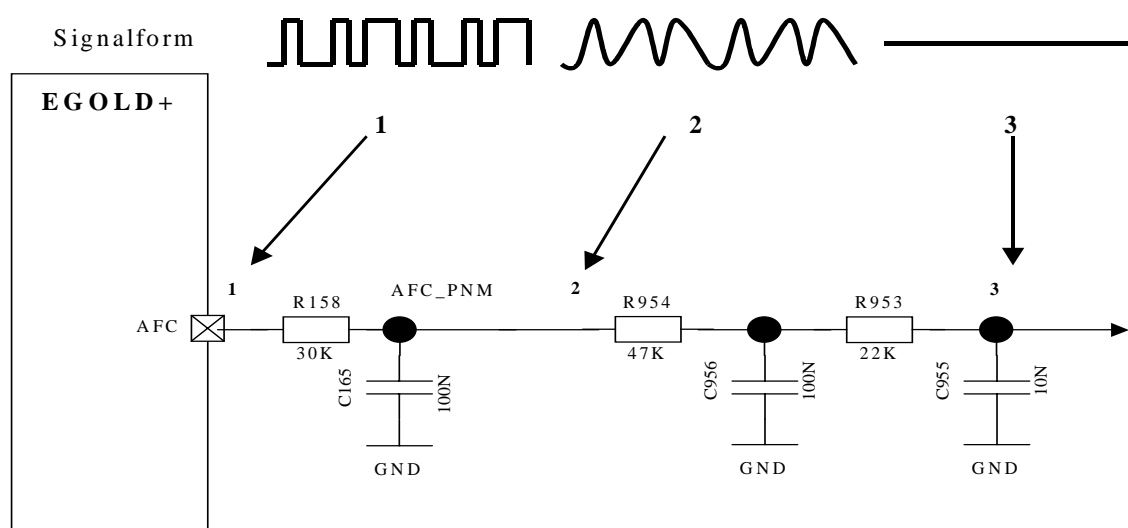 Signalform
EGOLD+
1 2 3
1 2 3
R158 AFC_PNM R954 R953
AFC
30K 47K 22K
C165 100N C956 100N C955 10N
GND GND GND